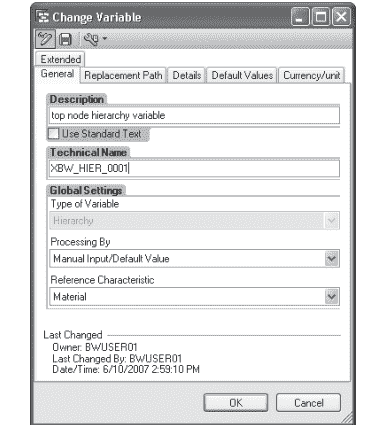 Change Variable
Extended
General Replacement Path Details Default Values Currency/unit
Description
top node hierarchy variable
Use Standard Text
Technical Name
XBW_HIER_0001
Global Settings
Type of Variable
Hierarchy
Processing By
Manual Input/Default Value
Reference Characteristic
Material
Last Changed
Owner: BWUSER01
Last Changed By: BWUSER01
Date/Time: 6/10/2007 2:59:10 PM
OK Cancel